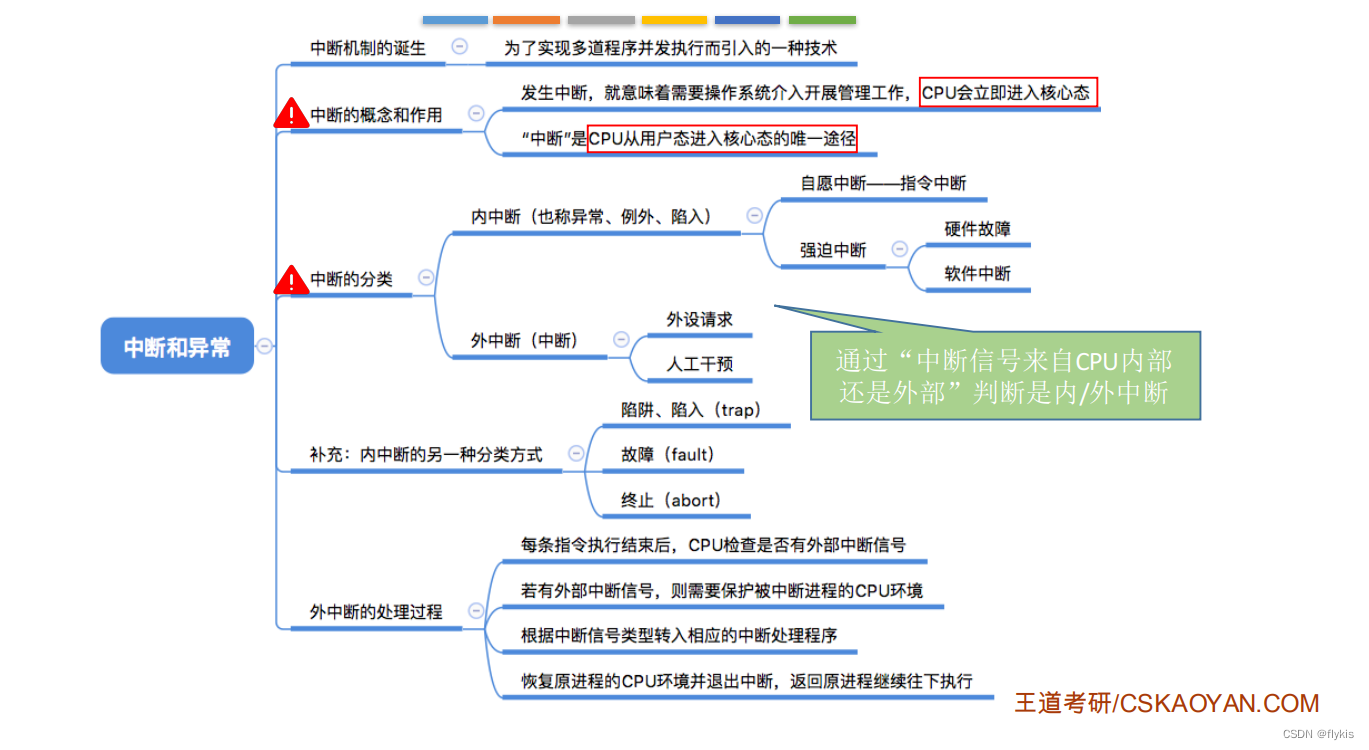 中断机制的诞生
为了实现多道程序并发执行而引入的一种技术
中断的概念和作用
发生中断，就意味着需要操作系统介入开展管理工作，CPU会立即进入核心态
“中断”是CPU从用户态进入核心态的唯一途径
中断的分类
内中断（也称异常、例外、陷入）
自愿中断——指令中断
强迫中断
硬件故障
软件中断
外中断（中断）
外设请求
人工干预
通过“中断信号来自CPU内部
还是外部”判断是内/外中断
中断和异常
补充：内中断的另一种分类方式
陷阱、陷入（trap）
故障（fault）
终止（abort）
外中断的处理过程
每条指令执行结束后，CPU检查是否有外部中断信号
若有外部中断信号，则需要保护被中断进程的CPU环境
根据中断信号类型转入相应的中断处理程序
恢复原进程的CPU环境并退出中断，返回原进程继续往下执行
王道考研/CSKAOYAN.COM
CSDN @flykis